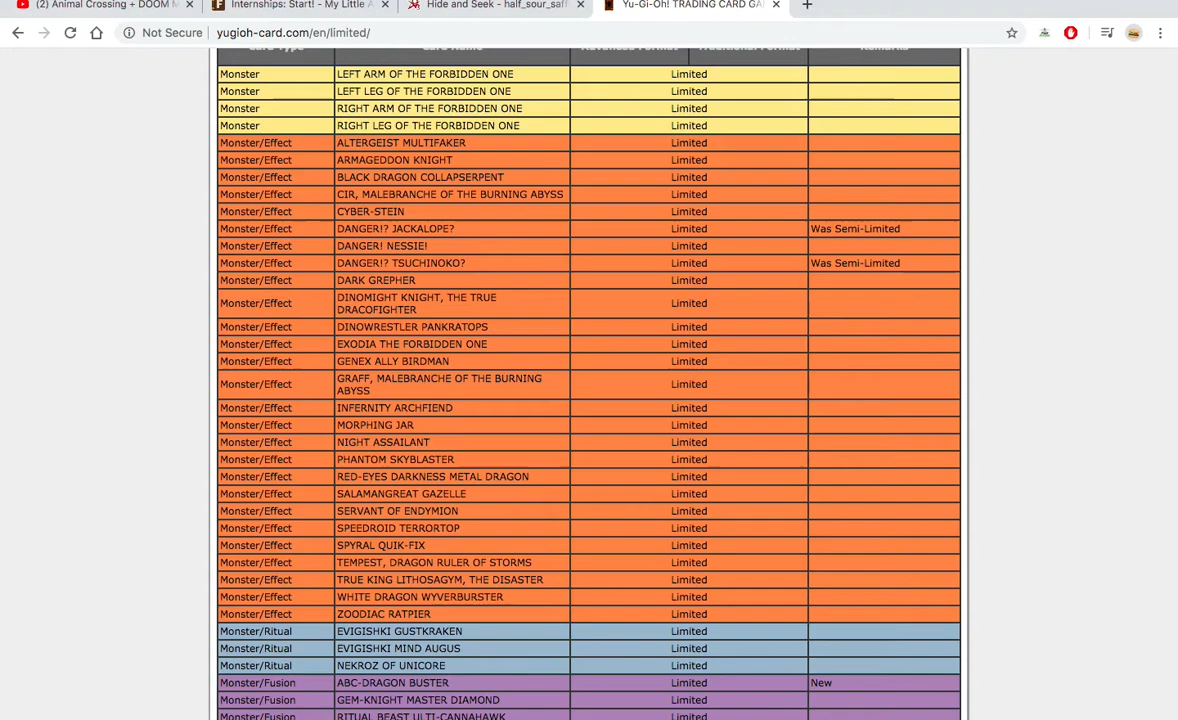 (2) Animal Crossing + DOOM M
Internships: Start! - My Little A
Hide and Seek - half_sour_saff
Yu-Gi-Oh! TRADING CARD GA
Not Secure yugioh-card.com/en/limited/
Card Type Card Name Advanced Format Traditional Format Remarks
Monster LEFT ARM OF THE FORBIDDEN ONE Limited
Monster LEFT LEG OF THE FORBIDDEN ONE Limited
Monster RIGHT ARM OF THE FORBIDDEN ONE Limited
Monster RIGHT LEG OF THE FORBIDDEN ONE Limited
Monster/Effect ALTERGEIST MULTIFAKER Limited
Monster/Effect ARMAGEDDON KNIGHT Limited
Monster/Effect BLACK DRAGON COLLAPSERPENT Limited
Monster/Effect CIR, MALEBRANCHE OF THE BURNING ABYSS Limited
Monster/Effect CYBER-STEIN Limited
Monster/Effect DANGER!? JACKALOPE? Limited Was Semi-Limited
Monster/Effect DANGER! NESSIE! Limited
Monster/Effect DANGER!? TSUCHINOKO? Limited Was Semi-Limited
Monster/Effect DARK GREPHER Limited
Monster/Effect DINOMIGHT KNIGHT, THE TRUE
DRACOFIGHTER Limited
Monster/Effect DINOWRESTLER PANKRATOPS Limited
Monster/Effect EXODIA THE FORBIDDEN ONE Limited
Monster/Effect GENEX ALLY BIRDMAN Limited
Monster/Effect GRAFF, MALEBRANCHE OF THE BURNING
ABYSS Limited
Monster/Effect INFERNITY ARCHFIEND Limited
Monster/Effect MORPHING JAR Limited
Monster/Effect NIGHT ASSAILANT Limited
Monster/Effect PHANTOM SKYBLASTER Limited
Monster/Effect RED-EYES DARKNESS METAL DRAGON Limited
Monster/Effect SALAMANGREAT GAZELLE Limited
Monster/Effect SERVANT OF ENDYMION Limited
Monster/Effect SPEEDROID TERRORTOP Limited
Monster/Effect SPYRAL QUIK-FIX Limited
Monster/Effect TEMPEST, DRAGON RULER OF STORMS Limited
Monster/Effect TRUE KING LITHOSAGYM, THE DISASTER Limited
Monster/Effect WHITE DRAGON WYVERBURSTER Limited
Monster/Effect ZOODIAC RATPIER Limited
Monster/Ritual EVIGISHKI GUSTKRAKEN Limited
Monster/Ritual EVIGISHKI MIND AUGUS Limited
Monster/Ritual NEKROZ OF UNICORE Limited
Monster/Fusion ABC-DRAGON BUSTER Limited New
Monster/Fusion GEM-KNIGHT MASTER DIAMOND Limited
Monster/Fusion RITUAL BEAST ULTI-CANNAHAWK Limited